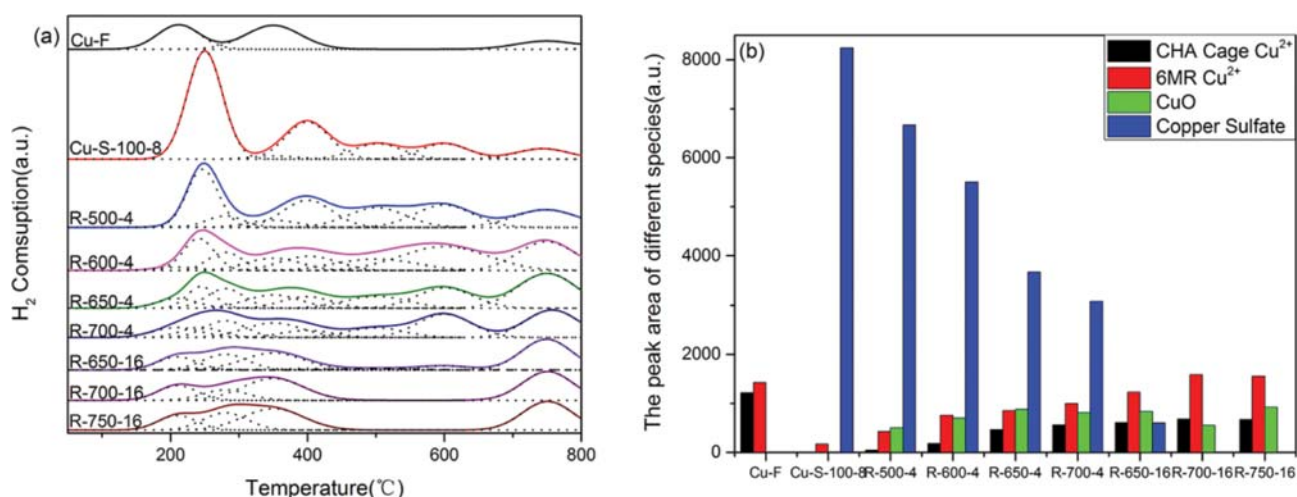 (a)
Cu-F
Cu-S-100-8
R-500-4
R-600-4
R-650-4
R-700-4
R-650-16
R-700-16
R-750-16
H₂ Comsuption(a.u.)
200 400 600 800
Temperature(℃)
(b)
CHA Cage Cu²⁺
6MR Cu²⁺
CuO
Copper Sulfate
The peak area of different species(a.u.)
8000
6000
4000
2000
0
Cu-F Cu-S-100-8 R-500-4 R-600-4 R-650-4 R-700-4 R-650-16 R-700-16 R-750-16